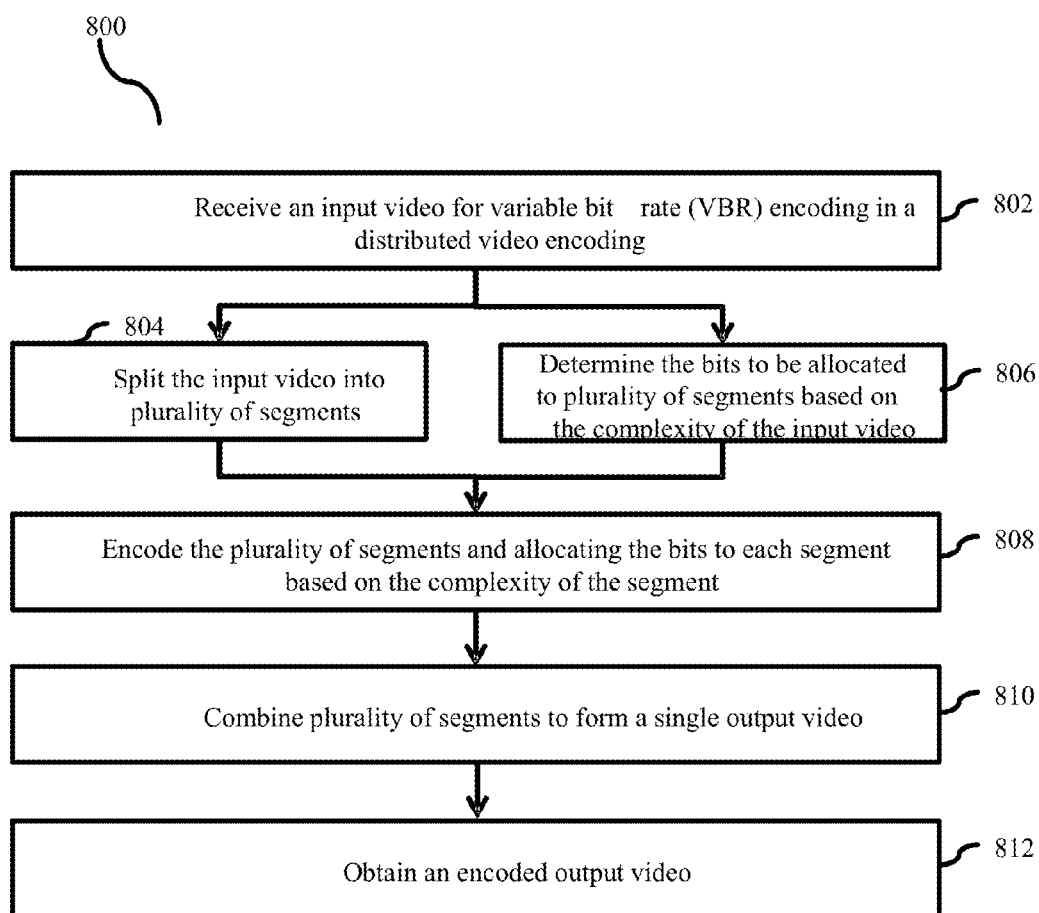 800
Receive an input video for variable bit rate (VBR) encoding in a
distributed video encoding
802
804
Split the input video into
plurality of segments
Determine the bits to be allocated
to plurality of segments based on
the complexity of the input video
806
Encode the plurality of segments and allocating the bits to each segment
based on the complexity of the segment
808
Combine plurality of segments to form a single output video
810
Obtain an encoded output video
812